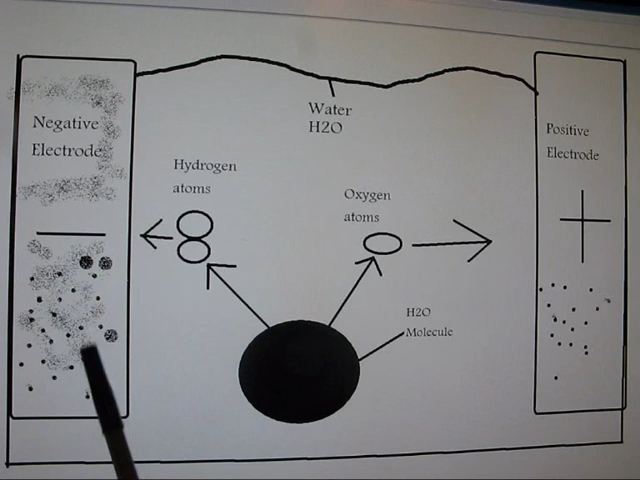 Negative
Electrode
Water
H2O
Positive
Electrode
Hydrogen
atoms
Oxygen
atoms
H2O
Molecule